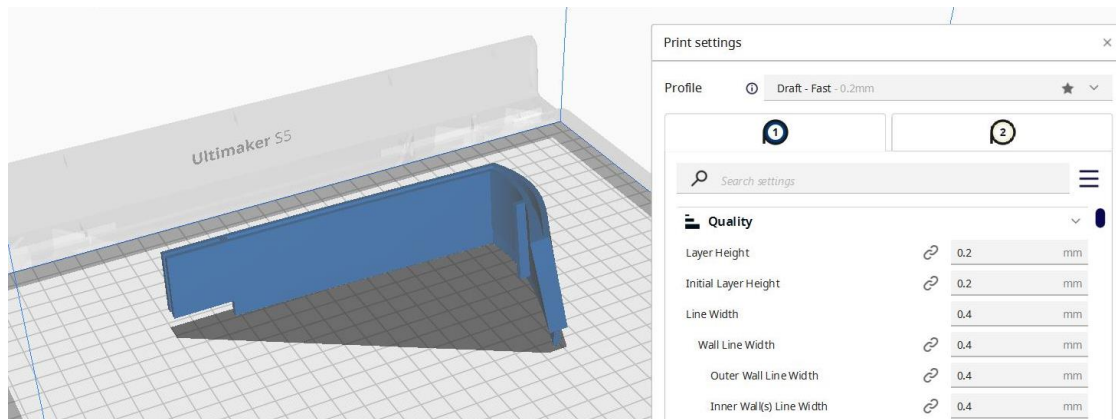 Ultimaker S5
Print settings
Profile Draft - Fast - 0.2mm
1 2
Search settings
Quality
Layer Height 0.2 mm
Initial Layer Height 0.2 mm
Line Width 0.4 mm
Wall Line Width 0.4 mm
Outer Wall Line Width 0.4 mm
Inner Wall(s) Line Width 0.4 mm